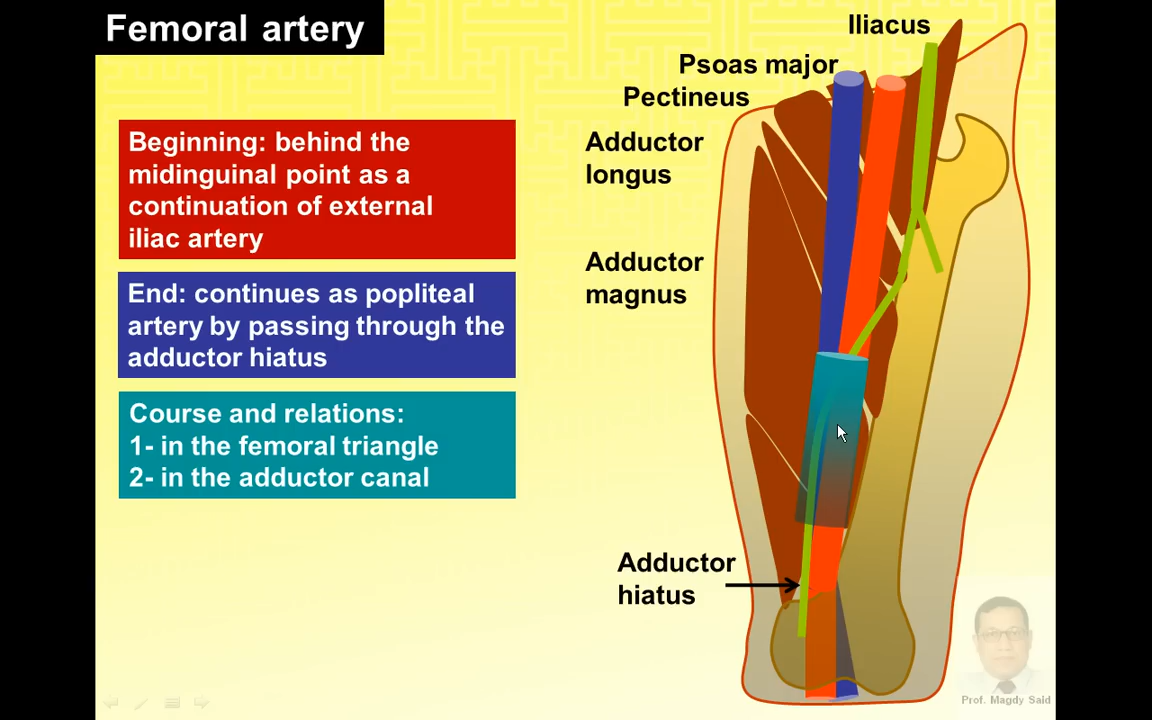 Femoral artery
Beginning: behind the
midinguinal point as a
continuation of external
iliac artery
End: continues as popliteal
artery by passing through the
adductor hiatus
Course and relations:
1- in the femoral triangle
2- in the adductor canal
Iliacus
Psoas major
Pectineus
Adductor
longus
Adductor
magnus
Adductor
hiatus
Prof. Magdy Said